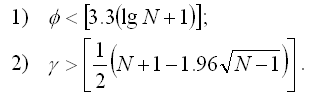 1) ϕ < [3.3(lg N + 1)];
2) γ > [1/2(N + 1 − 1.96√(N − 1))].